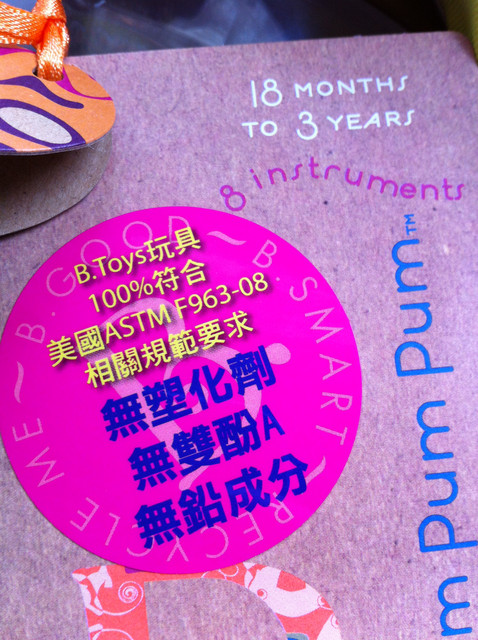 18 MONTHS
TO 3 YEARS
8 instruments
B.Toys玩具
100%符合
美國ASTM F963-08
相關規範要求
無塑化劑
無雙酚A
無鉛成分
B. GOOD ~ B. SMART ~ RECYCLE ME ~
m pum pum™